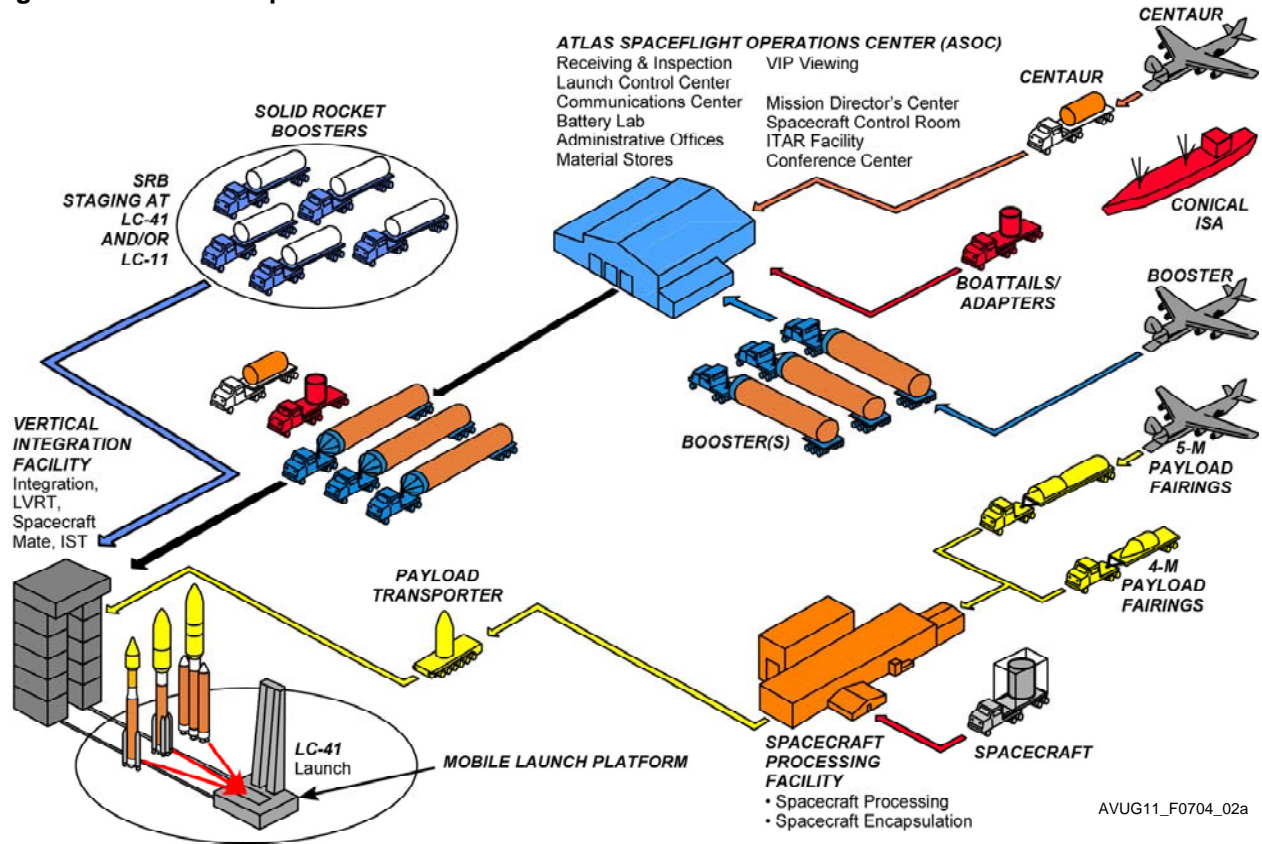 CENTAUR
ATLAS SPACEFLIGHT OPERATIONS CENTER (ASOC)
Receiving & Inspection
Launch Control Center
Communications Center
Battery Lab
Administrative Offices
Material Stores
VIP Viewing
Mission Director's Center
Spacecraft Control Room
ITAR Facility
Conference Center
CENTAUR
SOLID ROCKET
BOOSTERS
SRB
STAGING AT
LC-41
AND/OR
LC-11
CONICAL
ISA
BOATTAILS/
ADAPTERS
BOOSTER
BOOSTER(S)
VERTICAL
INTEGRATION
FACILITY
Integration,
LVRT,
Spacecraft
Mate, IST
5-M
PAYLOAD
FAIRINGS
4-M
PAYLOAD
FAIRINGS
PAYLOAD
TRANSPORTER
LC-41
Launch
MOBILE LAUNCH PLATFORM
SPACECRAFT
PROCESSING
FACILITY
• Spacecraft Processing
• Spacecraft Encapsulation
SPACECRAFT
AVUG11_F0704_02a